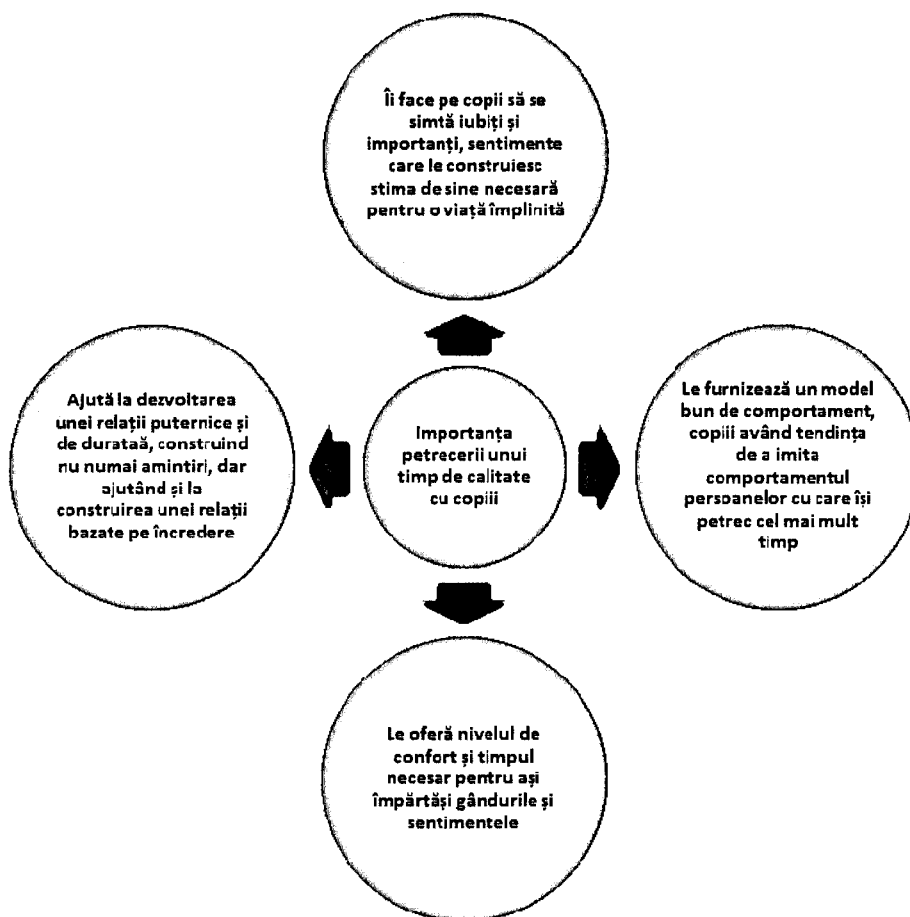 Îi face pe copii să se
simtă iubiți și
importanți, sentimente
care le construiesc
stima de sine necesară
pentru o viață împlinită
Ajută la dezvoltarea
unei relații puternice și
de durataă, construind
nu numai amintiri, dar
ajutând și la
construirea unei relații
bazate pe încredere
Importanța
petrecerii unui
timp de calitate
cu copiii
Le furnizează un model
bun de comportament,
copiii având tendința
de a imita
comportamentul
persoanelor cu care își
petrec cel mai mult
timp
Le oferă nivelul de
confort și timpul
necesar pentru ași
împărtăși gândurile și
sentimentele